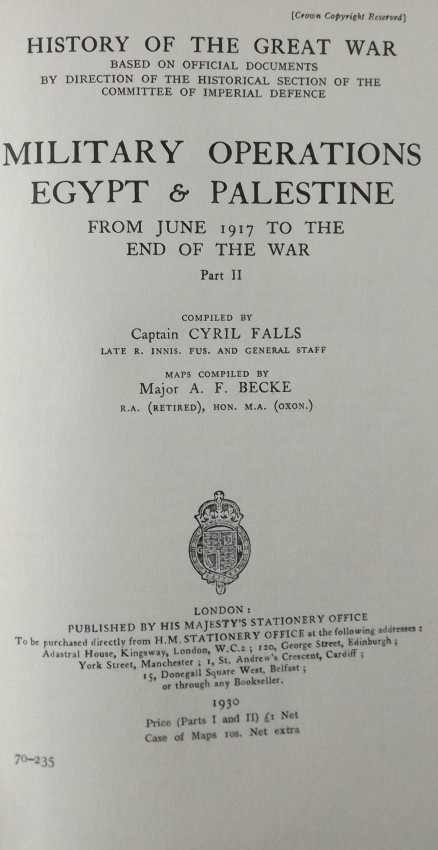 [Crown Copyright Reserved]
HISTORY OF THE GREAT WAR
BASED ON OFFICIAL DOCUMENTS
BY DIRECTION OF THE HISTORICAL SECTION OF THE
COMMITTEE OF IMPERIAL DEFENCE
MILITARY OPERATIONS
EGYPT & PALESTINE
FROM JUNE 1917 TO THE
END OF THE WAR
Part II
COMPILED BY
Captain CYRIL FALLS
LATE R. INNIS. FUS. AND GENERAL STAFF
MAPS COMPILED BY
Major A. F. BECKE
R.A. (RETIRED), HON. M.A. (OXON.)
LONDON :
PUBLISHED BY HIS MAJESTY'S STATIONERY OFFICE
To be purchased directly from H.M. STATIONERY OFFICE at the following addresses :
Adastral House, Kingsway, London, W.C.2 ; 120, George Street, Edinburgh ;
York Street, Manchester ; 1, St. Andrew's Crescent, Cardiff ;
15, Donegall Square West, Belfast ;
or through any Bookseller.
1930
Price (Parts I and II) £1 Net
Case of Maps 10s. Net extra
70-235